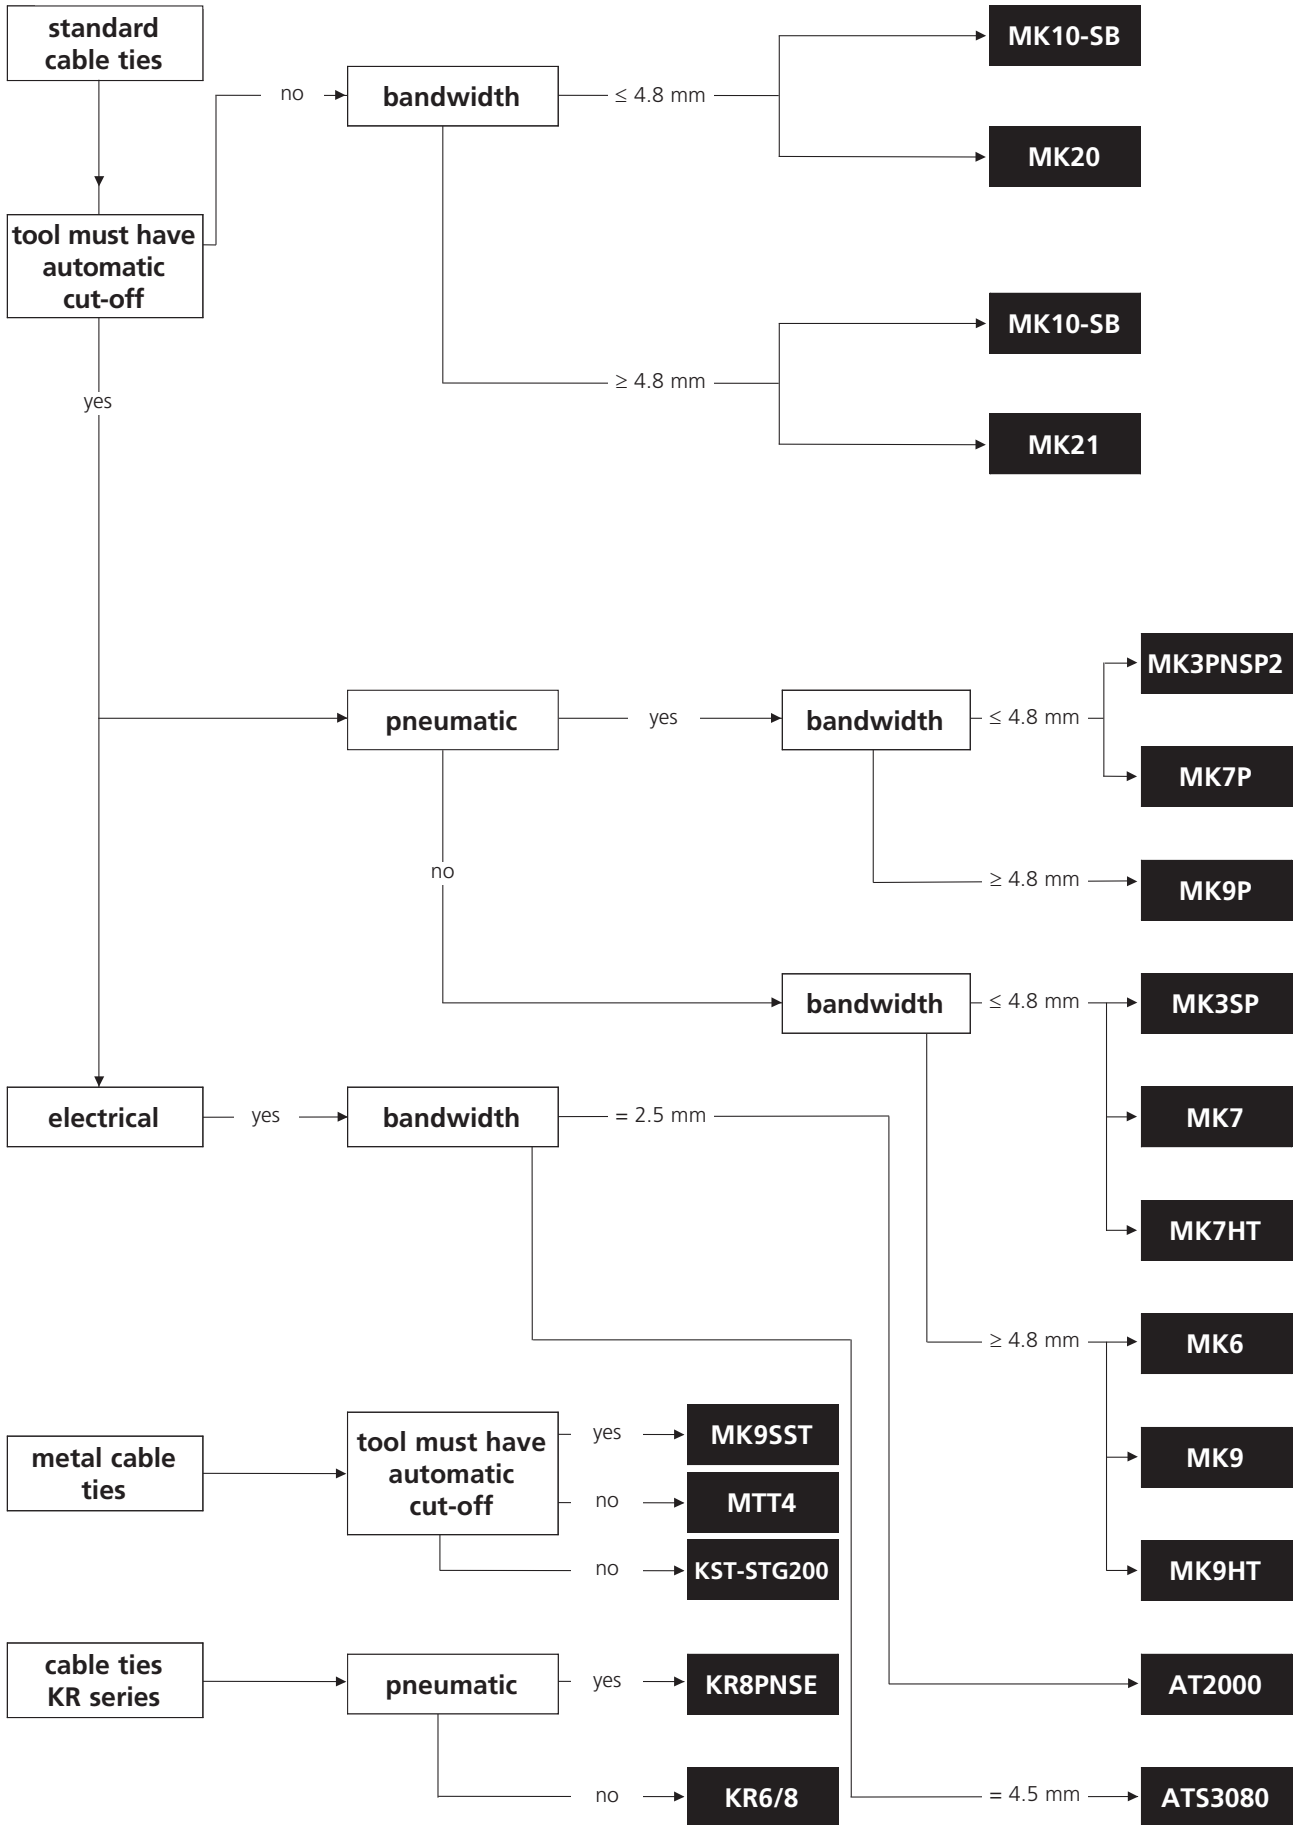 standard
cable ties
no
bandwidth
≤ 4.8 mm
MK10-SB
MK20
tool must have
automatic
cut-off
≥ 4.8 mm
MK10-SB
MK21
yes
pneumatic
yes
bandwidth
≤ 4.8 mm
MK3PNSP2
MK7P
≥ 4.8 mm
MK9P
no
bandwidth
≤ 4.8 mm
MK3SP
MK7
MK7HT
≥ 4.8 mm
MK6
MK9
MK9HT
electrical
yes
bandwidth
= 2.5 mm
AT2000
= 4.5 mm
ATS3080
metal cable
ties
tool must have
automatic
cut-off
yes
MK9SST
no
MTT4
no
KST-STG200
cable ties
KR series
pneumatic
yes
KR8PNSE
no
KR6/8